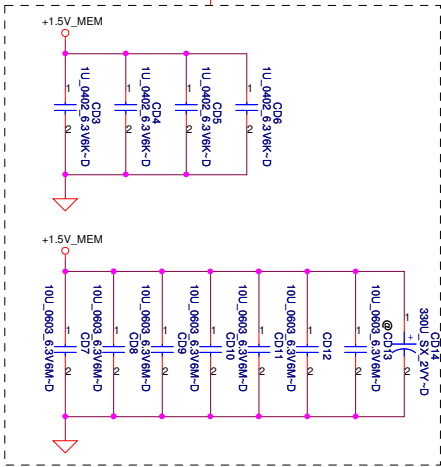 +1.5V_MEM
1
2
1U_0402_6.3V6K~D
CD3
1
2
1U_0402_6.3V6K~D
CD4
1
2
1U_0402_6.3V6K~D
CD5
1
2
1U_0402_6.3V6K~D
CD6
+1.5V_MEM
1
2
10U_0603_6.3V6M~D
CD7
1
2
10U_0603_6.3V6M~D
CD8
1
2
10U_0603_6.3V6M~D
CD9
1
2
10U_0603_6.3V6M~D
CD10
1
2
10U_0603_6.3V6M~D
CD11
1
2
10U_0603_6.3V6M~D
CD12
1
2
10U_0603_6.3V6M~D
@CD13
1
+
2
330U_SX_2VY~D
CD14